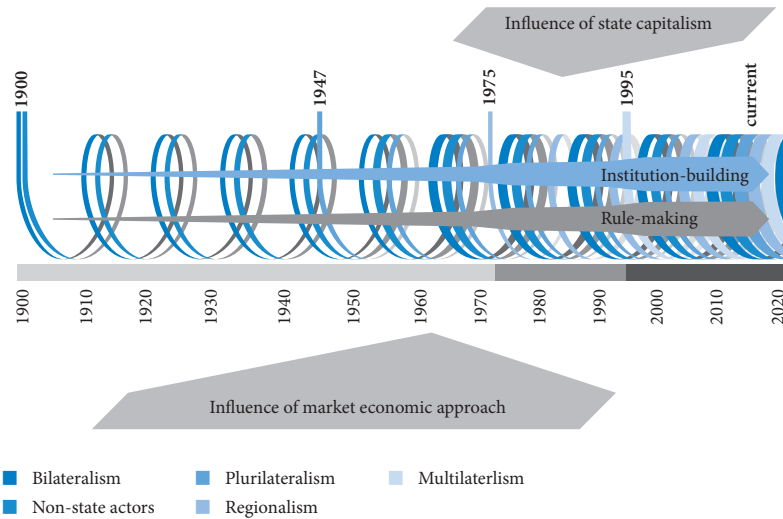 Influence of state capitalism
1900
1947
1975
1995
currrent
Institution-building
Rule-making
1900
1910
1920
1930
1940
1950
1960
1970
1980
1990
2000
2010
2020
Influence of market economic approach
Bilateralism
Plurilateralism
Multilaterlism
Non-state actors
Regionalism